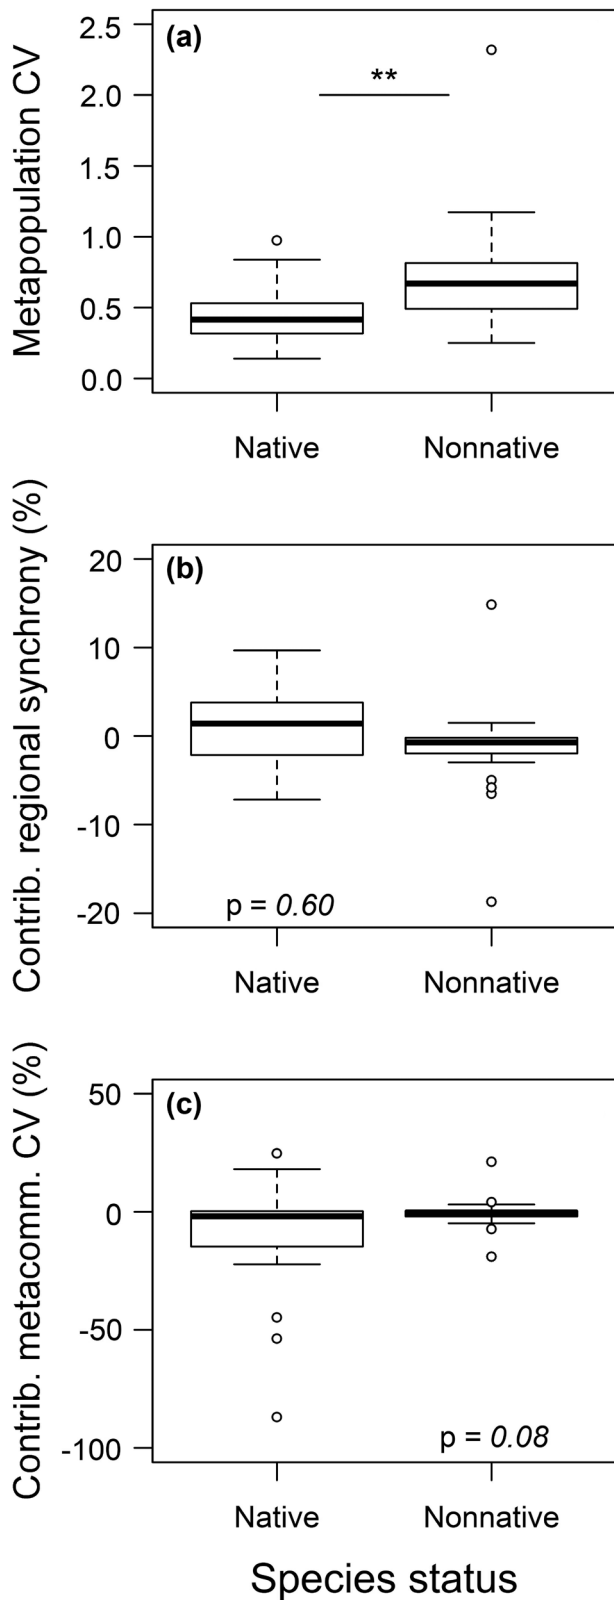 Metapopulation CV
2.5
2.0
1.5
1.0
0.5
0.0
(a)
**
Native
Nonnative
Contrib. regional synchrony (%)
20
10
0
-10
-20
(b)
p = 0.60
Native
Nonnative
Contrib. metacomm. CV (%)
50
0
-50
-100
(c)
p = 0.08
Native
Nonnative
Species status